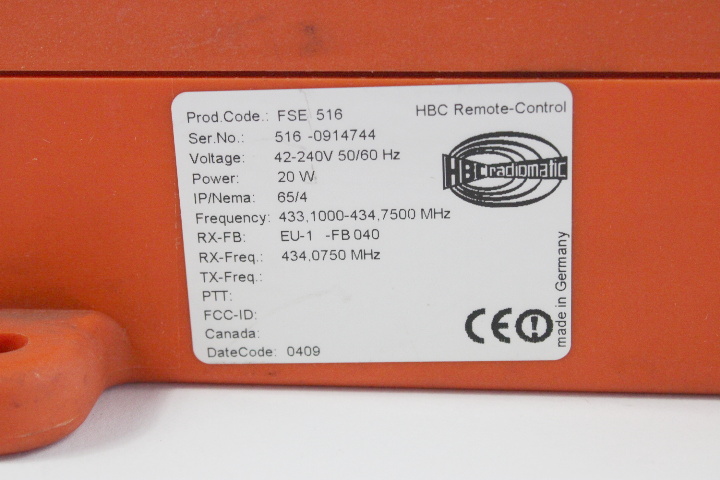 Prod.Code.: FSE 516 HBC Remote-Control
Ser.No.: 516 -0914744
Voltage: 42-240V 50/60 Hz
Power: 20 W
IP/Nema: 65/4
HBC radiomatic
Frequency: 433,1000-434,7500 MHz
RX-FB: EU-1 -FB 040
RX-Freq.: 434,0750 MHz
TX-Freq.:
PTT:
FCC-ID:
Canada:
DateCode: 0409
CE
made in Germany